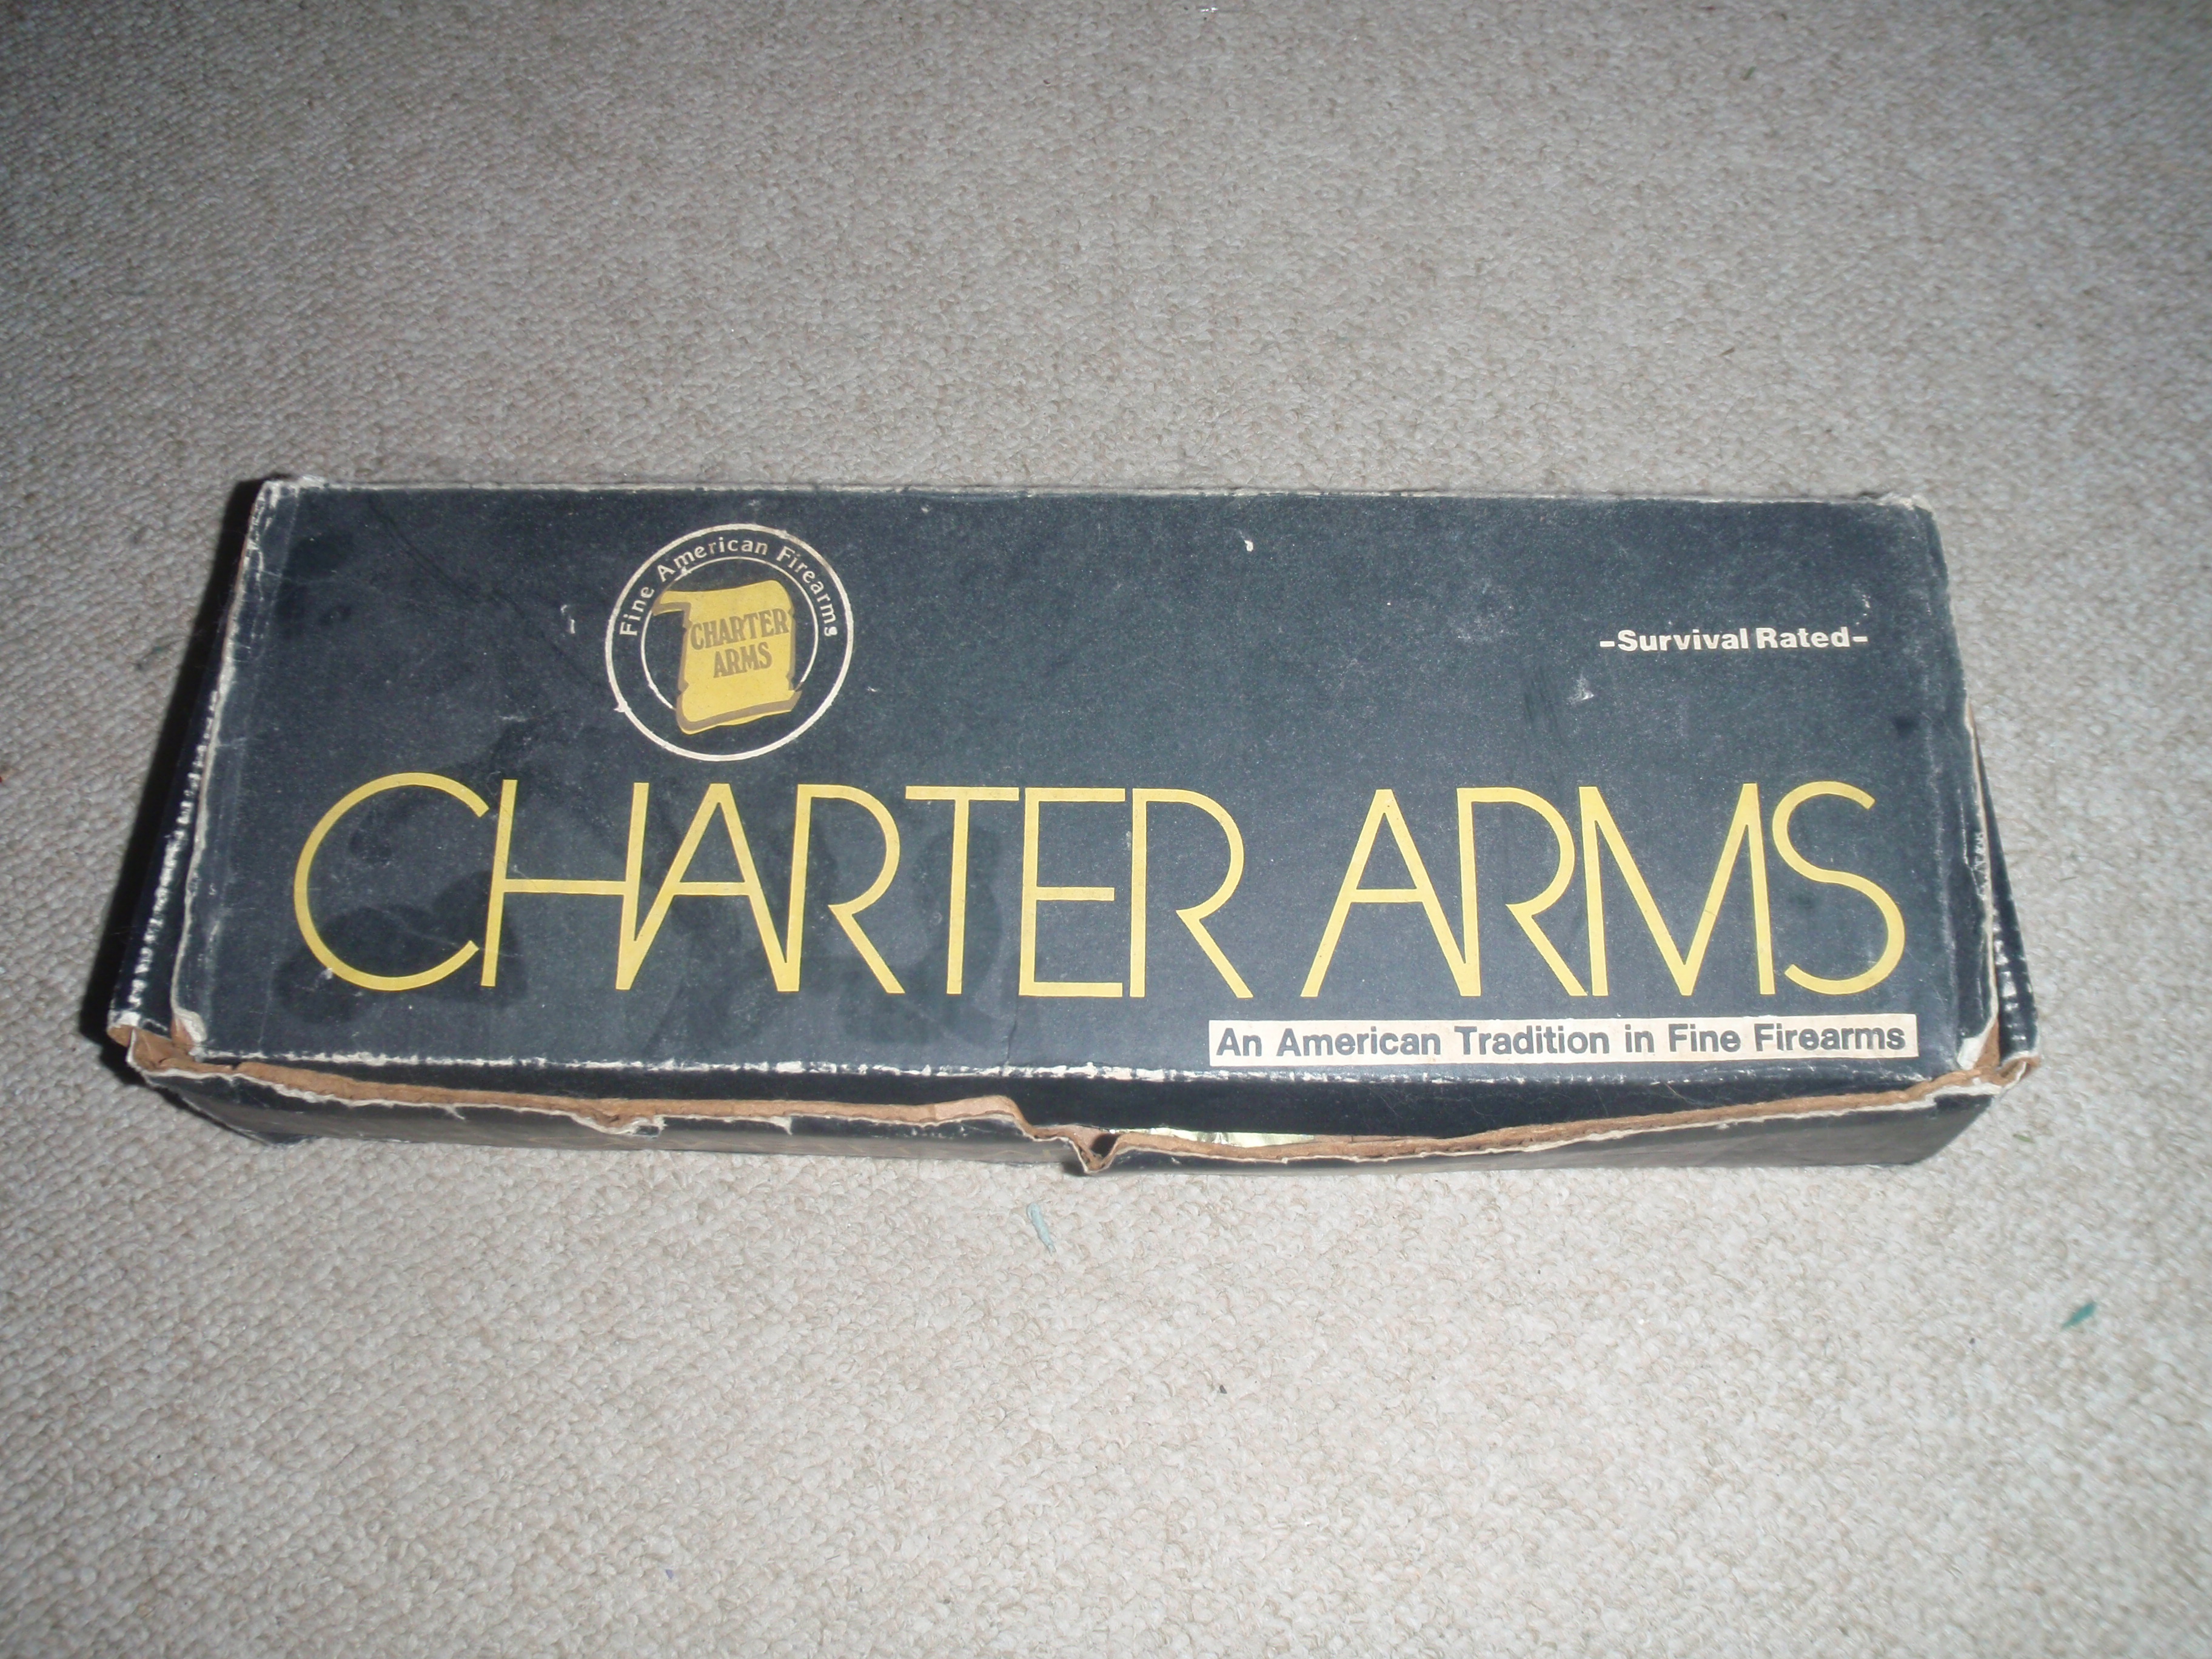 Fine American Firearms
CHARTER
ARMS
-Survival Rated-
CHARTER ARMS
An American Tradition in Fine Firearms